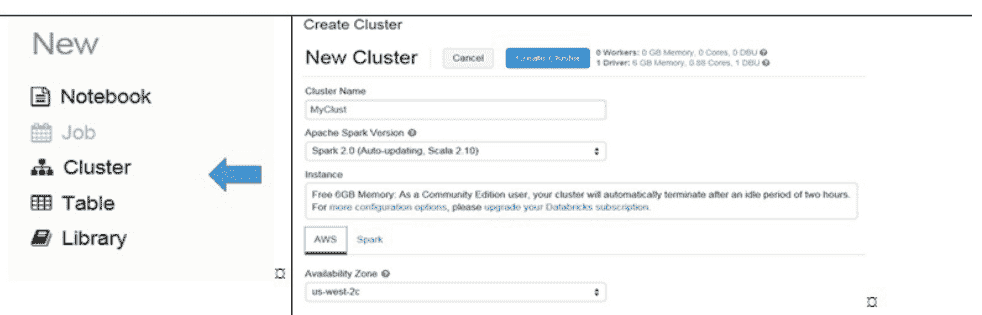 New
Notebook
Job
Cluster
Table
Library
Create Cluster
New Cluster
Cancel
Create Cluster
0 Workers: 0 GB Memory, 0 Cores, 0 DBU
1 Driver: 6 GB Memory, 0.88 Cores, 1 DBU
Cluster Name
MyClust
Apache Spark Version
Spark 2.0 (Auto-updating, Scala 2.10)
Instance
Free 6GB Memory: As a Community Edition user, your cluster will automatically terminate after an idle period of two hours.
For more configuration options, please upgrade your Databricks subscription.
AWS Spark
Availability Zone
us-west-2c